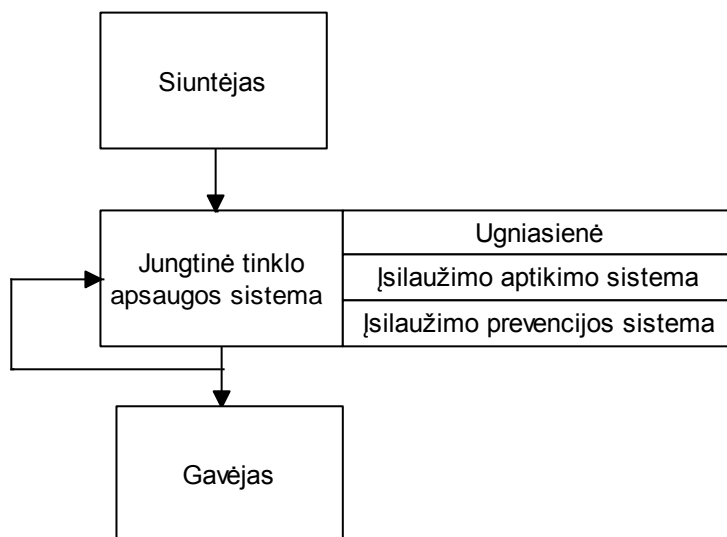 Siuntėjas
Jungtinė tinklo
apsaugos sistema
Ugniasienė
Įsilaužimo aptikimo sistema
Įsilaužimo prevencijos sistema
Gavėjas